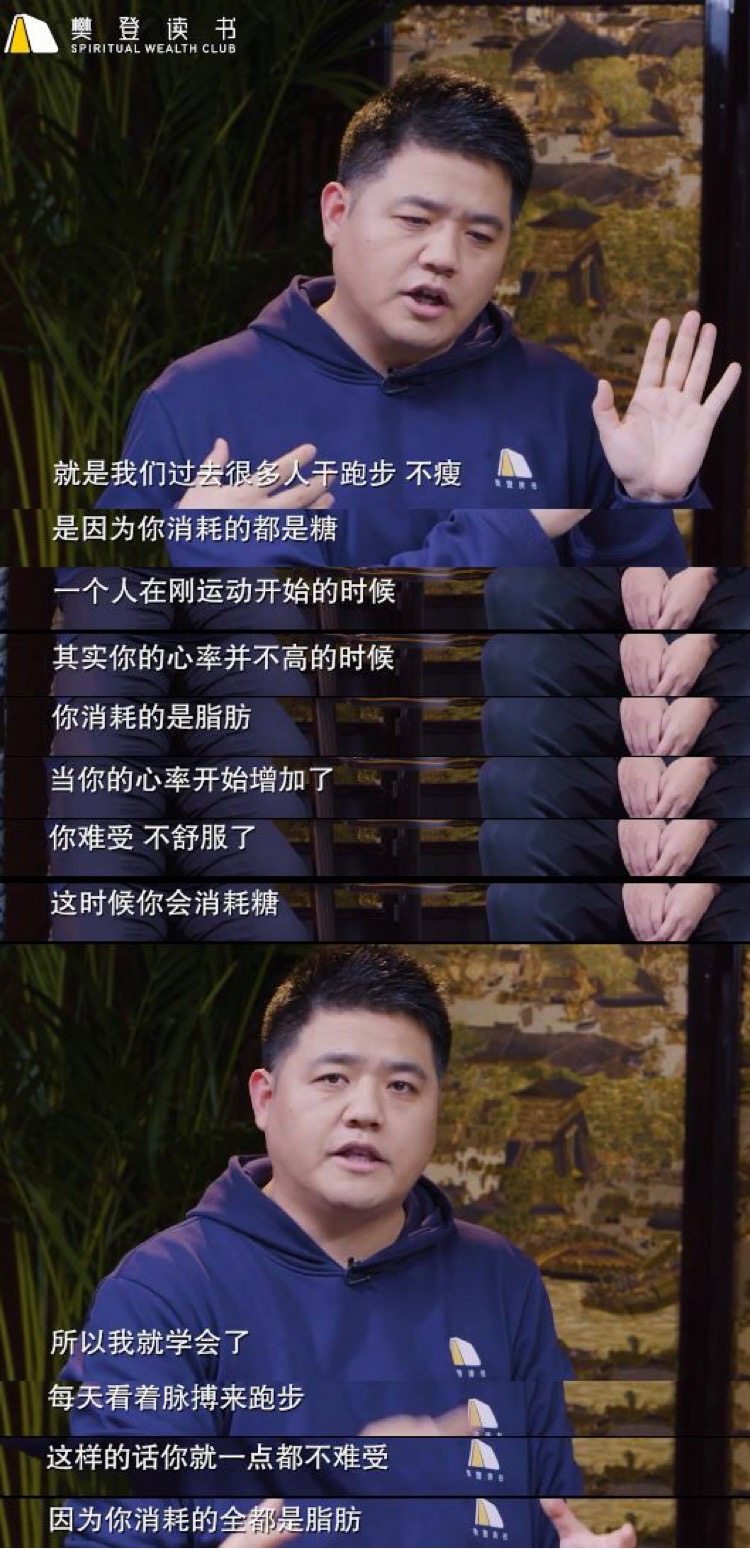 樊登读书
SPIRITUAL WEALTH CLUB
就是我们过去很多人干跑步 不瘦
是因为你消耗的都是糖
一个人在刚运动开始的时候
其实你的心率并不高的时候
你消耗的是脂肪
当你的心率开始增加了
你难受 不舒服了
这时候你会消耗糖
所以我就学会了
每天看着脉搏来跑步
这样的话你就一点都不难受
因为你消耗的全都是脂肪